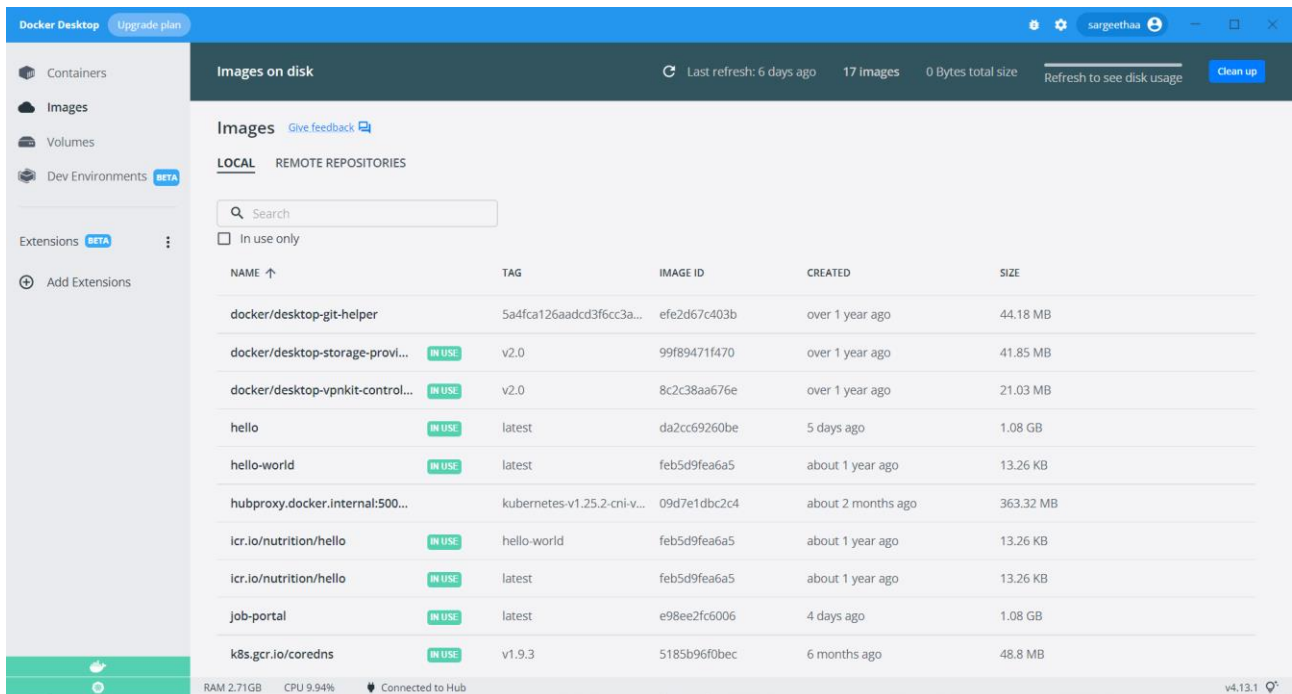 Docker Desktop Upgrade plan sargeethaa
Containers
Images
Volumes
Dev Environments BETA
Extensions BETA
Add Extensions
Images on disk Last refresh: 6 days ago 17 images 0 Bytes total size Refresh to see disk usage Clean up
Images Give feedback
LOCAL REMOTE REPOSITORIES
Search
In use only
NAME TAG IMAGE ID CREATED SIZE
docker/desktop-git-helper 5a4fca126aadcd3f6cc3a... efe2d67c403b over 1 year ago 44.18 MB
docker/desktop-storage-provi... IN USE v2.0 99f89471f470 over 1 year ago 41.85 MB
docker/desktop-vpnkit-control... IN USE v2.0 8c2c38aa676e over 1 year ago 21.03 MB
hello IN USE latest da2cc69260be 5 days ago 1.08 GB
hello-world IN USE latest feb5d9fea6a5 about 1 year ago 13.26 KB
hubproxy.docker.internal:500... kubernetes-v1.25.2-cni-v... 09d7e1dbc2c4 about 2 months ago 363.32 MB
icr.io/nutrition/hello IN USE hello-world feb5d9fea6a5 about 1 year ago 13.26 KB
icr.io/nutrition/hello IN USE latest feb5d9fea6a5 about 1 year ago 13.26 KB
job-portal IN USE latest e98ee2fc6006 4 days ago 1.08 GB
k8s.gcr.io/coredns IN USE v1.9.3 5185b96f0bec 6 months ago 48.8 MB
RAM 2.71GB CPU 9.94% Connected to Hub v4.13.1